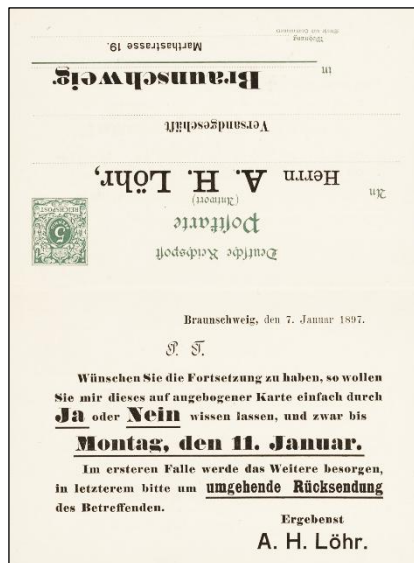 Deutsche Reichspost
Postkarte
(Antwort)
An
Herrn A. H. Löhr,
Versandgeschäft
in
Braunschweig.
Wohnung
Marthastrasse 19.
REICHSPOST
5
Braunschweig, den 7. Januar 1897.
P. T.
Wünschen Sie die Fortsetzung zu haben, so wollen
Sie mir dieses auf angebogener Karte einfach durch
Ja oder Nein wissen lassen, und zwar bis
Montag, den 11. Januar.
Im ersteren Falle werde das Weitere besorgen,
in letzterem bitte um umgehende Rücksendung
des Betreffenden.
Ergebenst
A. H. Löhr.